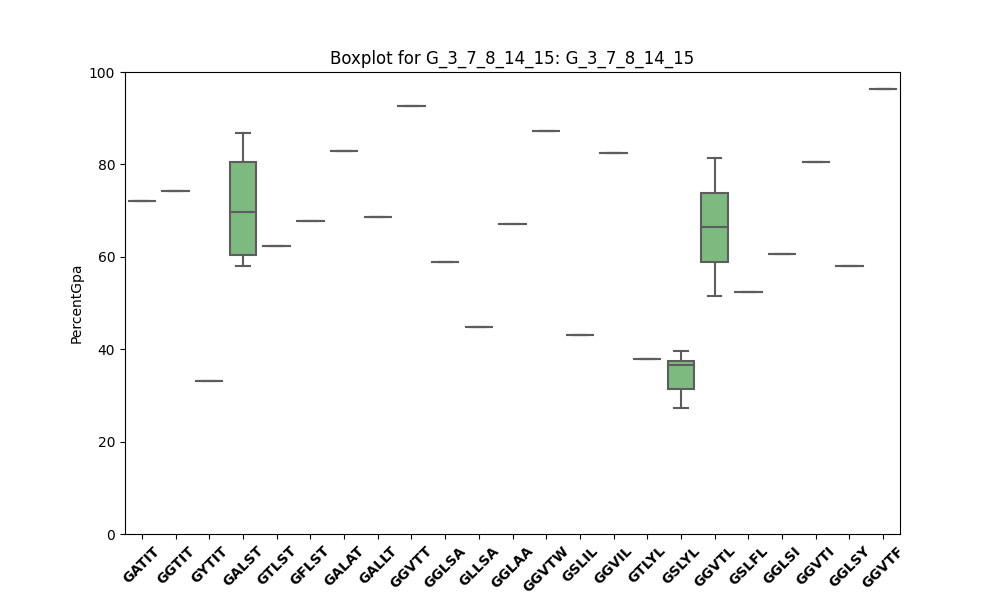 Boxplot for G_3_7_8_14_15: G_3_7_8_14_15
PercentGpa
100
80
60
40
20
0
GATIT
GGTIT
GYTIT
GALST
GTLST
GFLST
GALAT
GALLT
GGVTT
GGLSA
GLLSA
GGLAA
GGVTW
GSLIL
GGVIL
GTLYL
GSLYL
GGVTL
GSLFL
GGLSI
GGVTI
GGLSY
GGVTF